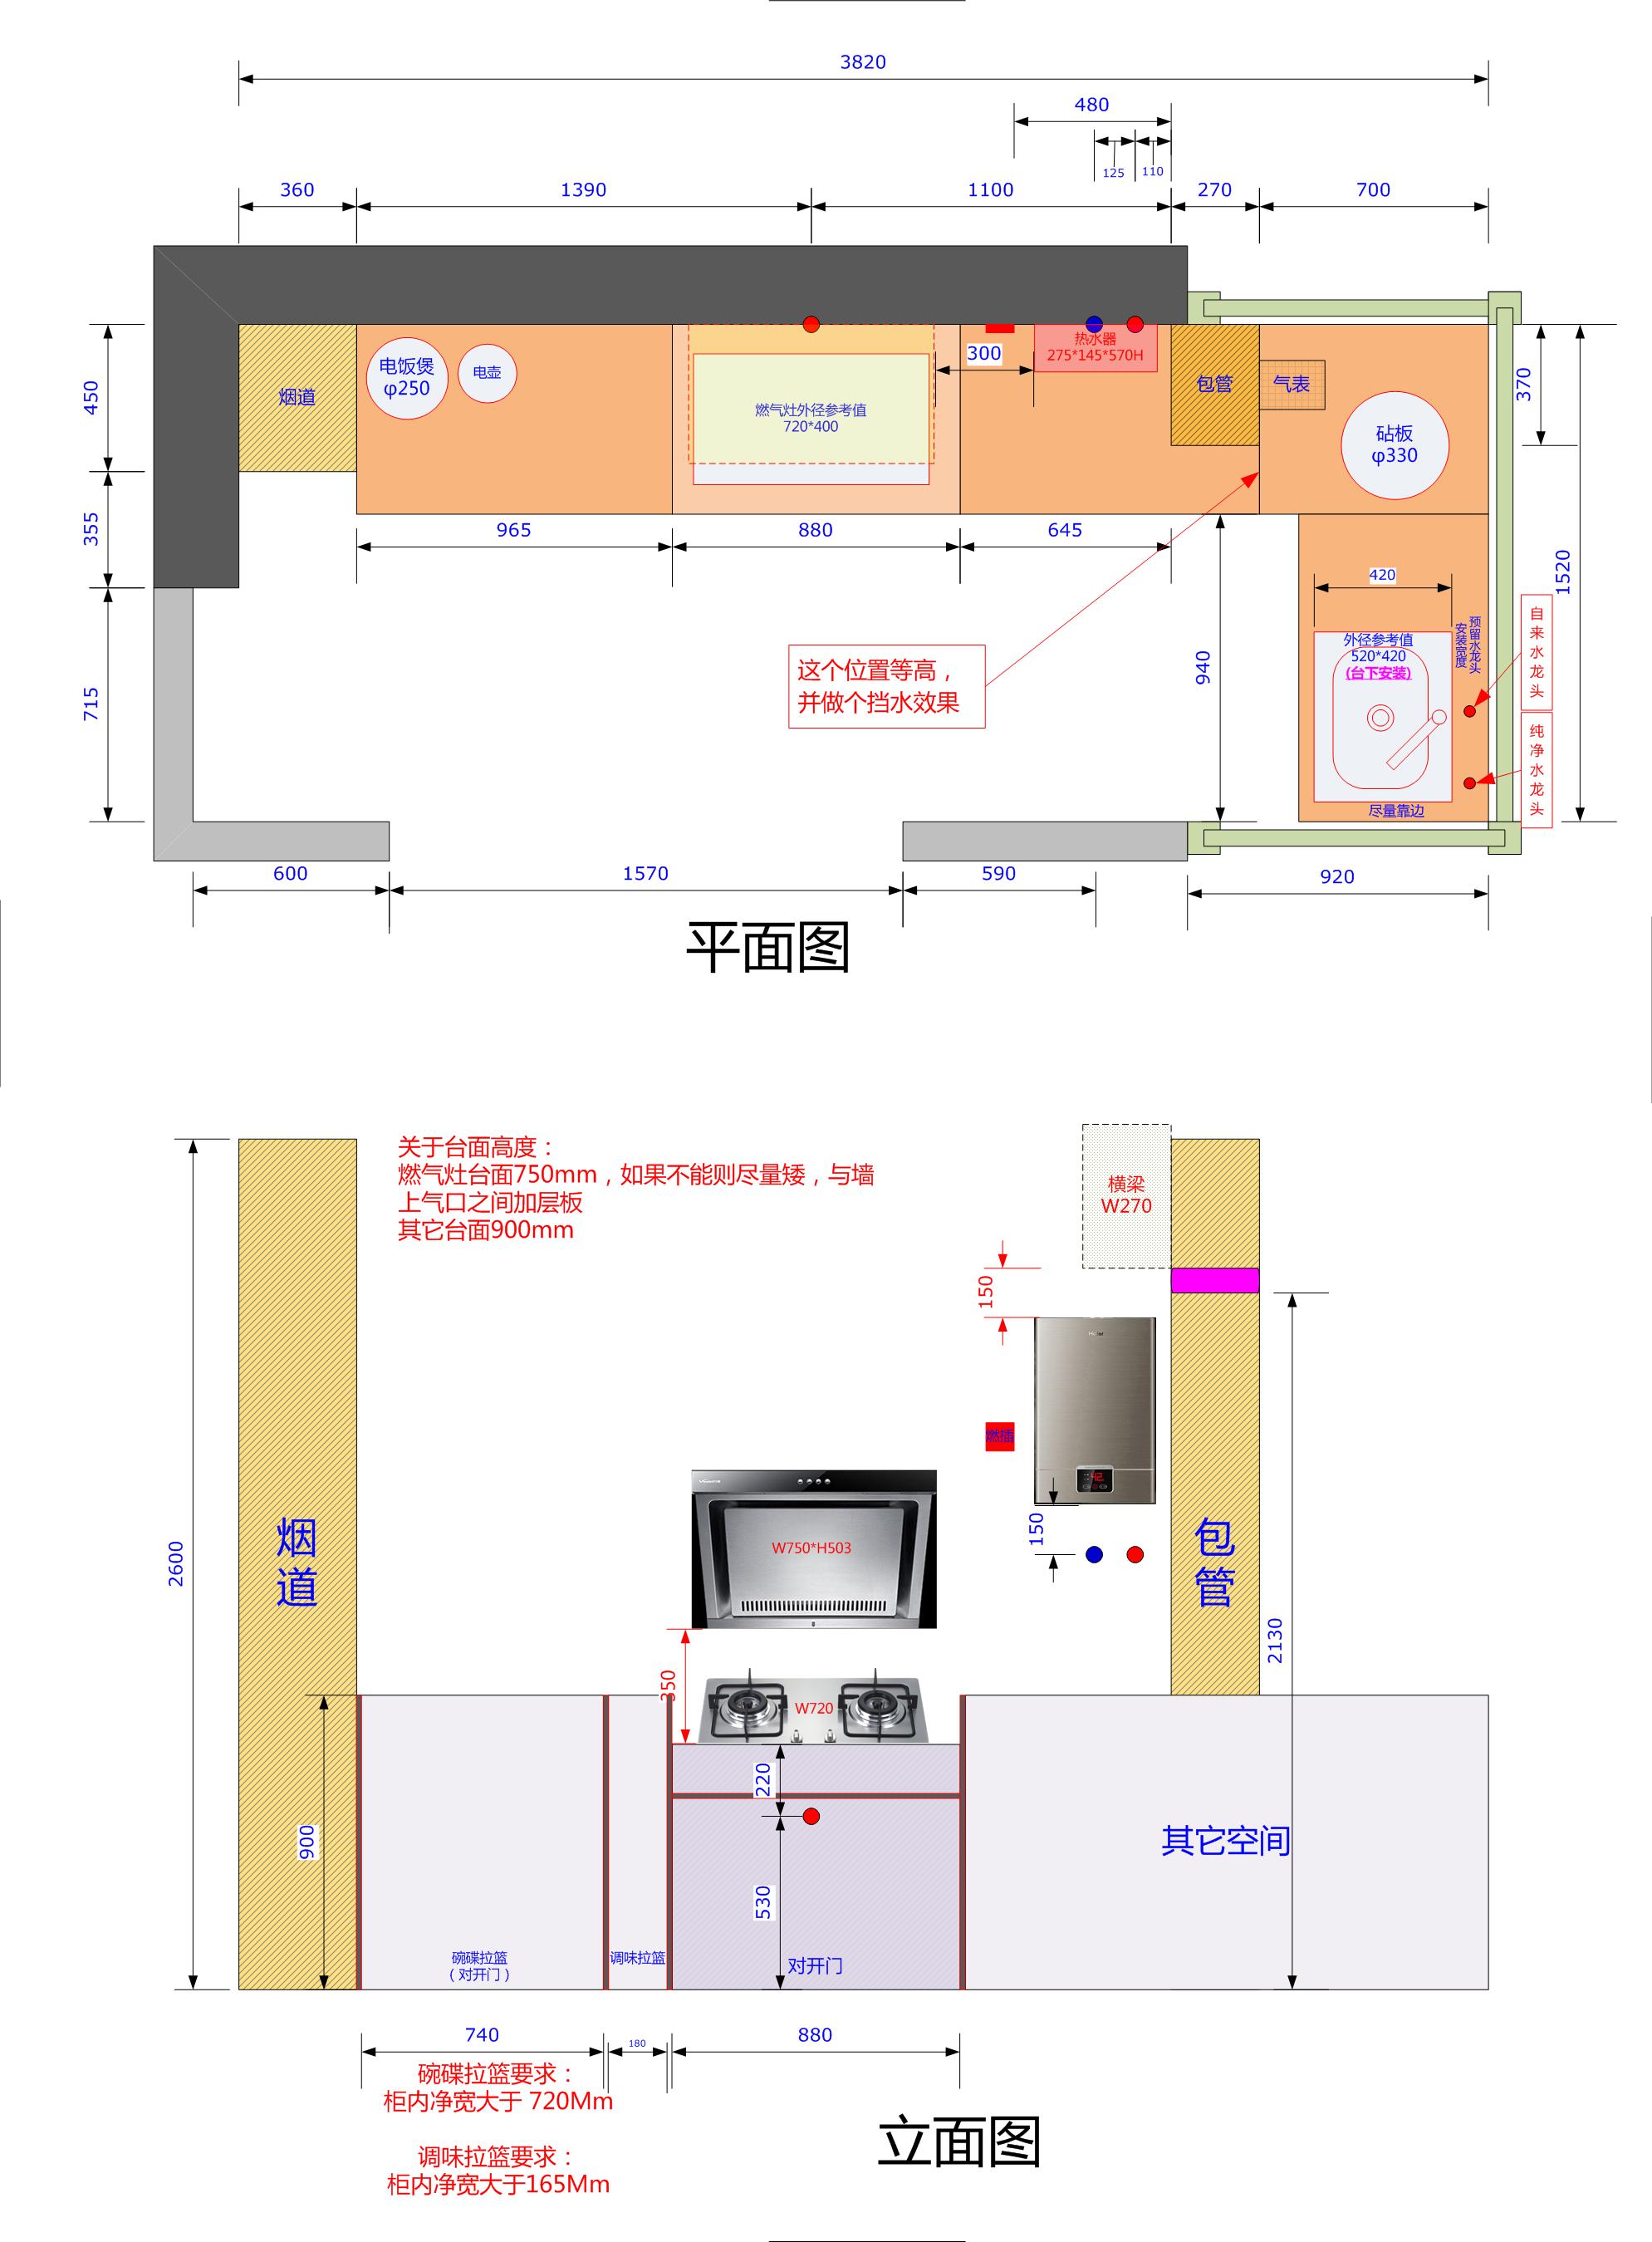 3820
480
125
110
360
1390
1100
270
700
450
355
715
烟道
电饭煲
φ250
电壶
燃气灶外径参考值
720*400
300
热水器
275*145*570H
包管
气表
砧板
φ330
370
1520
965
880
645
940
420
外径参考值
520*420
(台下安装)
预留水龙头
安装宽度
自来水龙头
纯净水龙头
尽量靠边
这个位置等高，
并做个挡水效果
600
1570
590
920
平面图
关于台面高度：
燃气灶台面750mm，如果不能则尽量矮，与墙
上气口之间加层板
其它台面900mm
横梁
W270
150
燃插
150
2600
烟道
包管
2130
W750*H503
350
W720
220
530
900
碗碟拉篮
（对开门）
调味拉篮
对开门
其它空间
740
180
880
碗碟拉篮要求：
柜内净宽大于 720Mm
调味拉篮要求：
柜内净宽大于165Mm
立面图